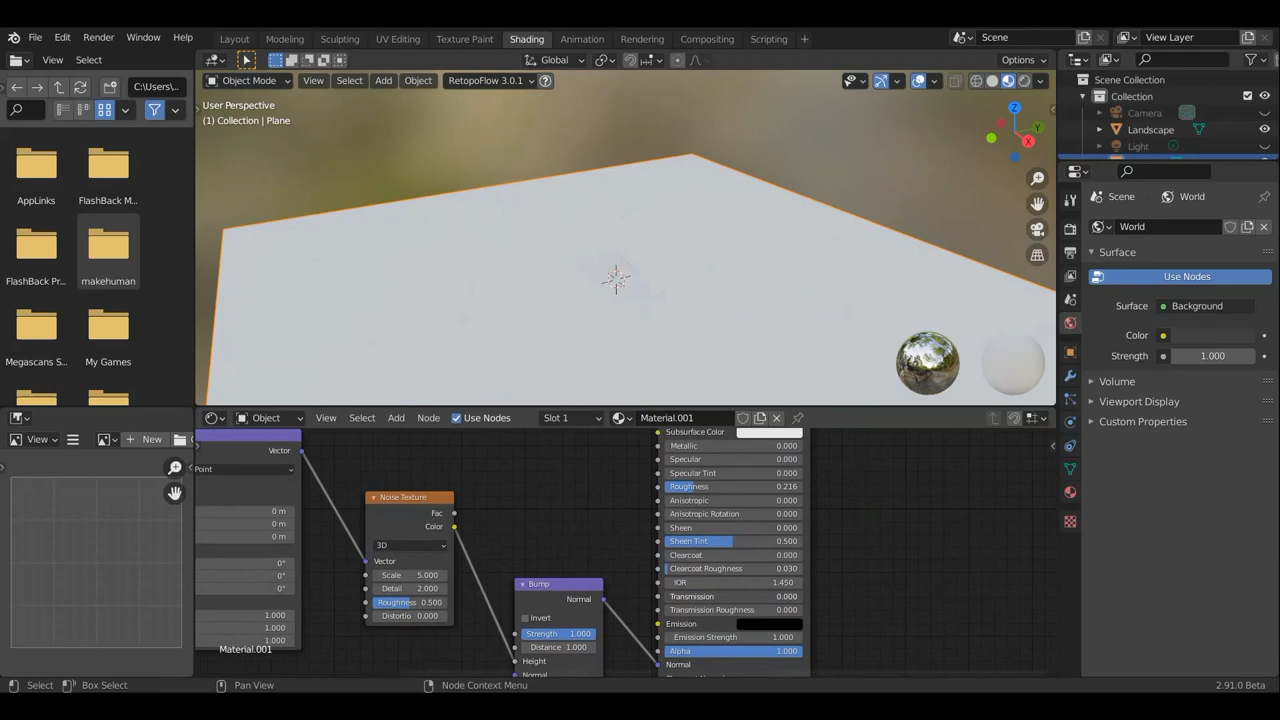 File Edit Render Window Help
Layout Modeling Sculpting UV Editing Texture Paint Shading Animation Rendering Compositing Scripting +
Scene
View Layer
View Select
C:\Users\...
AppLinks
FlashBack M...
FlashBack Pr...
makehuman
Megascans S...
My Games
Global
Options
Object Mode View Select Add Object RetopoFlow 3.0.1
User Perspective
(1) Collection | Plane
Z
Y
X
Scene Collection
Collection
Camera
Landscape
Light
Scene World
World
Surface
Use Nodes
Surface Background
Color
Strength 1.000
Volume
Viewport Display
Custom Properties
View
New
Object View Select Add Node Use Nodes Slot 1 Material.001
Vector
Point
0 m
0 m
0 m
0°
0°
0°
1.000
1.000
1.000
Material.001
Noise Texture
Fac
Color
3D
Vector
Scale 5.000
Detail 2.000
Roughness 0.500
Distortio 0.000
Bump
Normal
Invert
Strength 1.000
Distance 1.000
Height
Normal
Subsurface Color
Metallic 0.000
Specular 0.000
Specular Tint 0.000
Roughness 0.216
Anisotropic 0.000
Anisotropic Rotation 0.000
Sheen 0.000
Sheen Tint 0.500
Clearcoat 0.000
Clearcoat Roughness 0.030
IOR 1.450
Transmission 0.000
Transmission Roughness 0.000
Emission
Emission Strength 1.000
Alpha 1.000
Normal
Select Box Select Pan View Node Context Menu 2.91.0 Beta